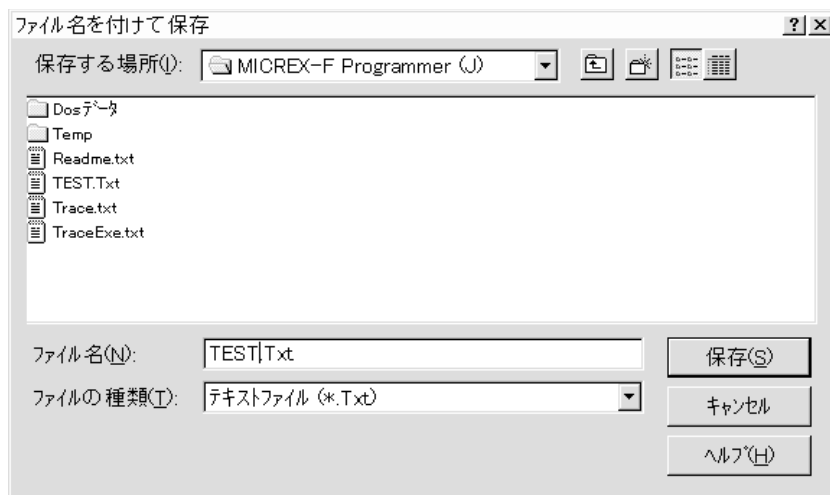 ファイル名を付けて保存
保存する場所(I): MICREX-F Programmer (J)
Dosデータ
Temp
Readme.txt
TEST.Txt
Trace.txt
TraceExe.txt
ファイル名(N): TEST.Txt 保存(S)
ファイルの種類(T): テキストファイル (*.Txt) キャンセル
ヘルプ(H)